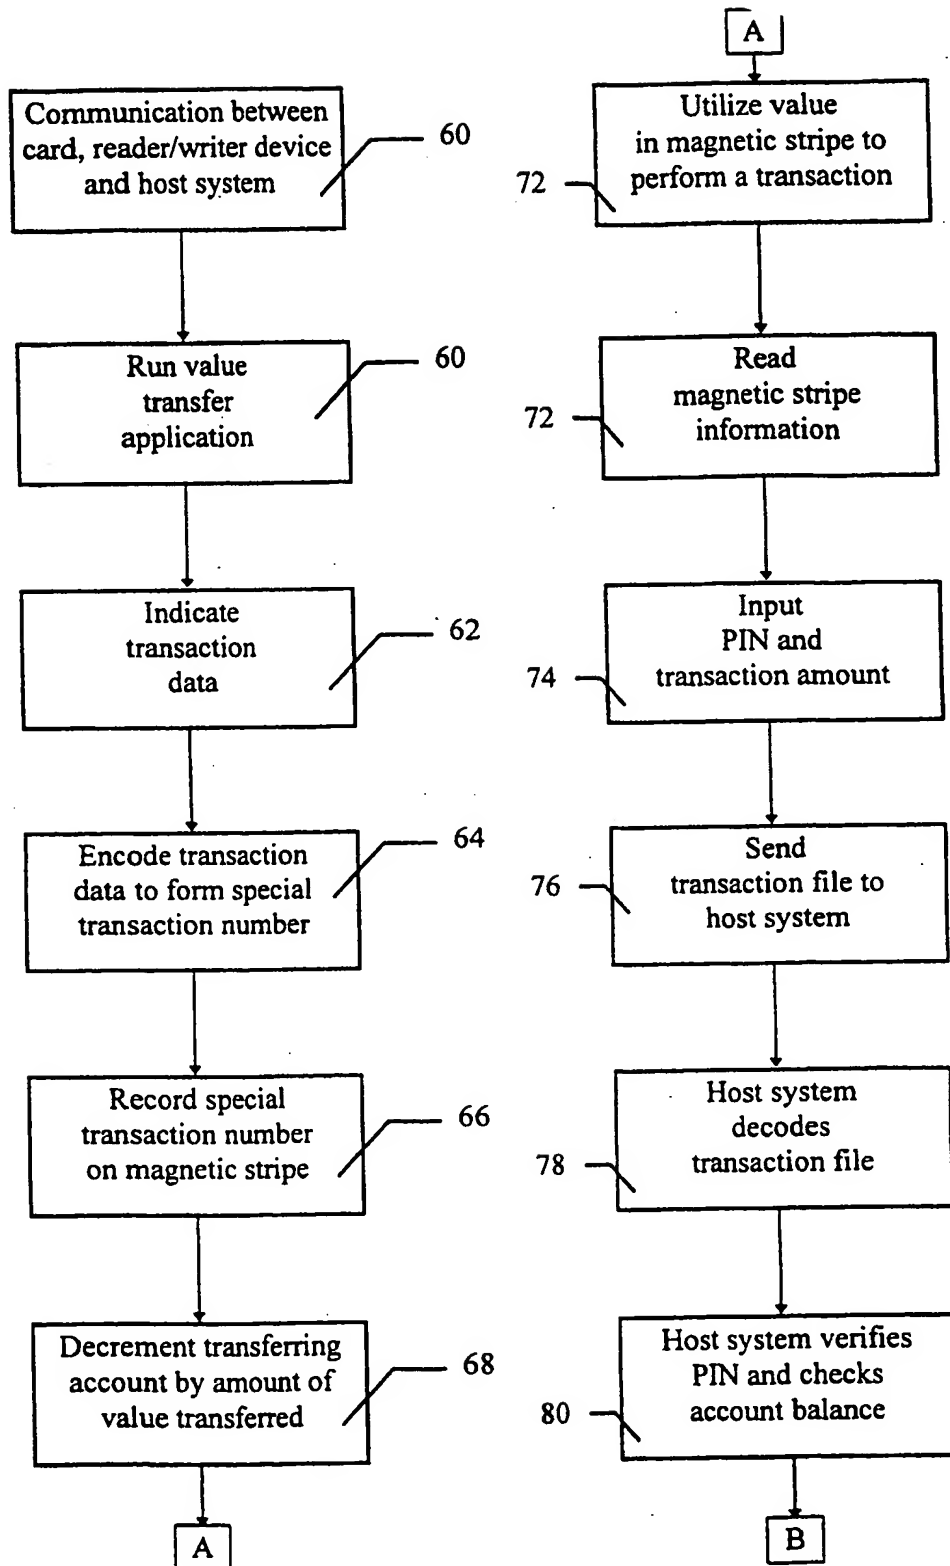 Communication between
card, reader/writer device
and host system
60
Run value
transfer
application
60
Indicate
transaction
data
62
Encode transaction
data to form special
transaction number
64
Record special
transaction number
on magnetic stripe
66
Decrement transferring
account by amount of
value transferred
68
A
A
Utilize value
in magnetic stripe to
perform a transaction
72
Read
magnetic stripe
information
72
Input
PIN and
transaction amount
74
Send
transaction file to
host system
76
Host system
decodes
transaction file
78
Host system verifies
PIN and checks
account balance
80
B